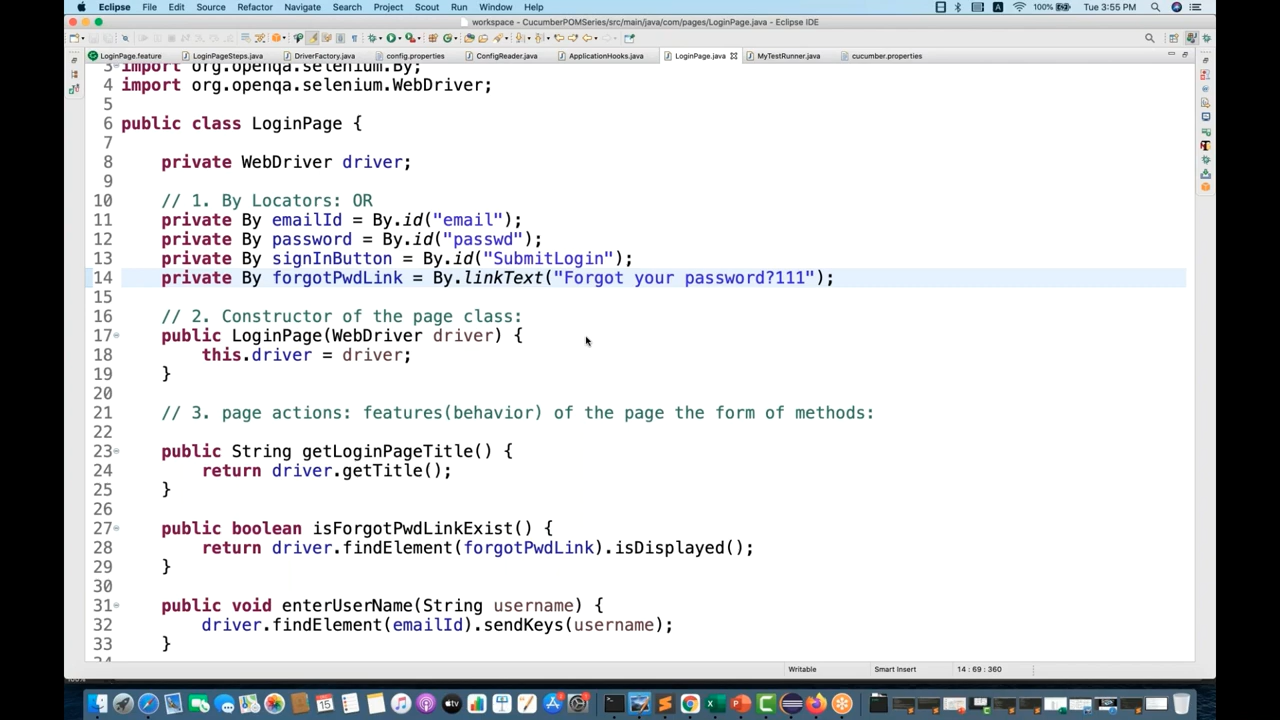 Eclipse File Edit Source Refactor Navigate Search Project Scout Run Window Help 100% Tue 3:55 PM
workspace - CucumberPOMSeries/src/main/java/com/pages/LoginPage.java - Eclipse IDE
LoginPage.feature LoginPageSteps.java DriverFactory.java config.properties ConfigReader.java ApplicationHooks.java LoginPage.java MyTestRunner.java cucumber.properties
3 import org.openqa.selenium.By;
4 import org.openqa.selenium.WebDriver;
5
6 public class LoginPage {
7
8 private WebDriver driver;
9
10 // 1. By Locators: OR
11 private By emailId = By.id("email");
12 private By password = By.id("passwd");
13 private By signInButton = By.id("SubmitLogin");
14 private By forgotPwdLink = By.linkText("Forgot your password?111");
15
16 // 2. Constructor of the page class:
17 public LoginPage(WebDriver driver) {
18 this.driver = driver;
19 }
20
21 // 3. page actions: features(behavior) of the page the form of methods:
22
23 public String getLoginPageTitle() {
24 return driver.getTitle();
25 }
26
27 public boolean isForgotPwdLinkExist() {
28 return driver.findElement(forgotPwdLink).isDisplayed();
29 }
30
31 public void enterUserName(String username) {
32 driver.findElement(emailId).sendKeys(username);
33 }
Writable Smart Insert 14 : 69 : 360